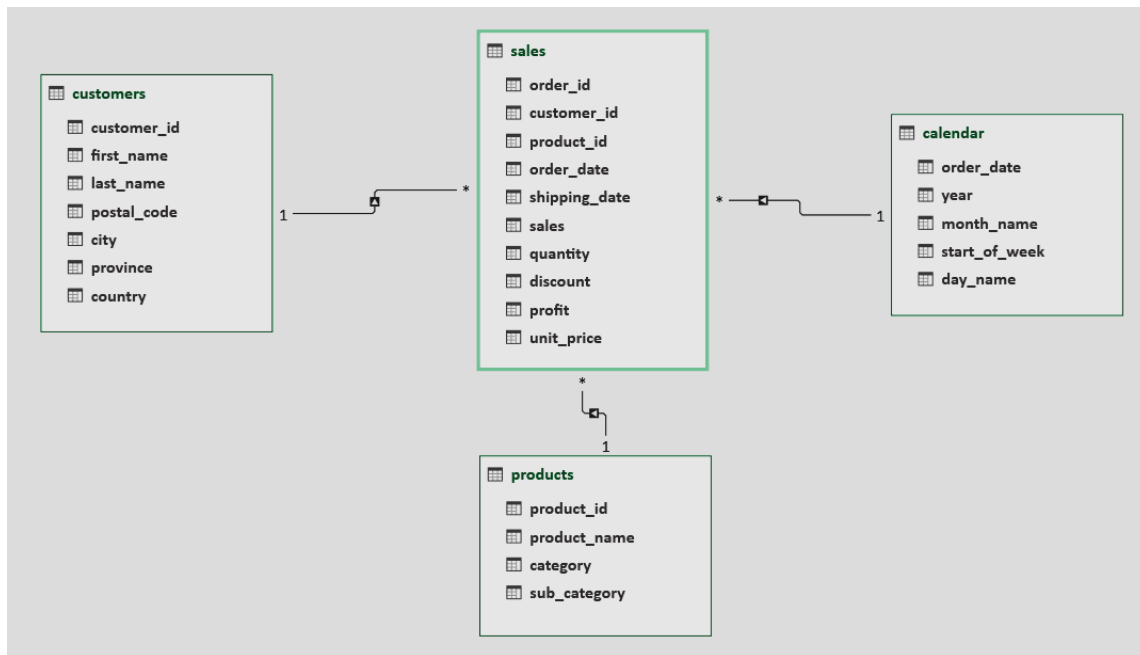 customers
customer_id
first_name
last_name
postal_code
city
province
country
1
*
sales
order_id
customer_id
product_id
order_date
shipping_date
sales
quantity
discount
profit
unit_price
*
1
calendar
order_date
year
month_name
start_of_week
day_name
*
1
products
product_id
product_name
category
sub_category